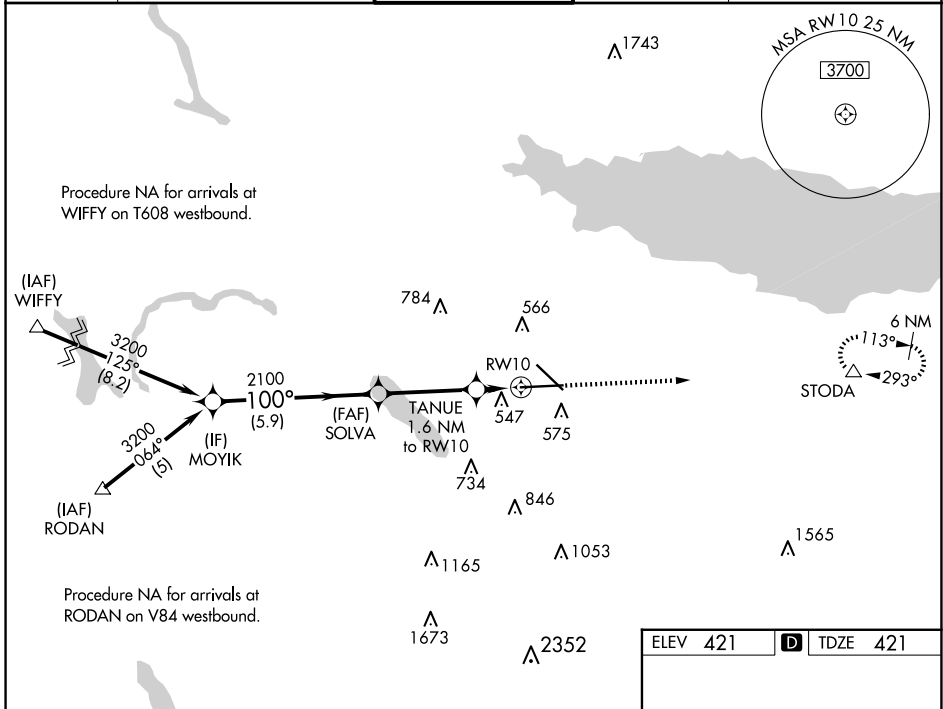 1743
MSA RW10 25 NM
3700
Procedure NA for arrivals at
WIFFY on T608 westbound.
(IAF)
WIFFY
784
566
6 NM
113°
293°
STODA
3200
125°
(8.2)
RW10
2100
100°
(5.9)
(FAF)
SOLVA
TANUE
1.6 NM
to RW10
547
575
(IF)
MOYIK
3200
064°
(5)
(IAF)
RODAN
734
846
1565
1165
1053
Procedure NA for arrivals at
RODAN on V84 westbound.
1673
2352
ELEV 421 D TDZE 421